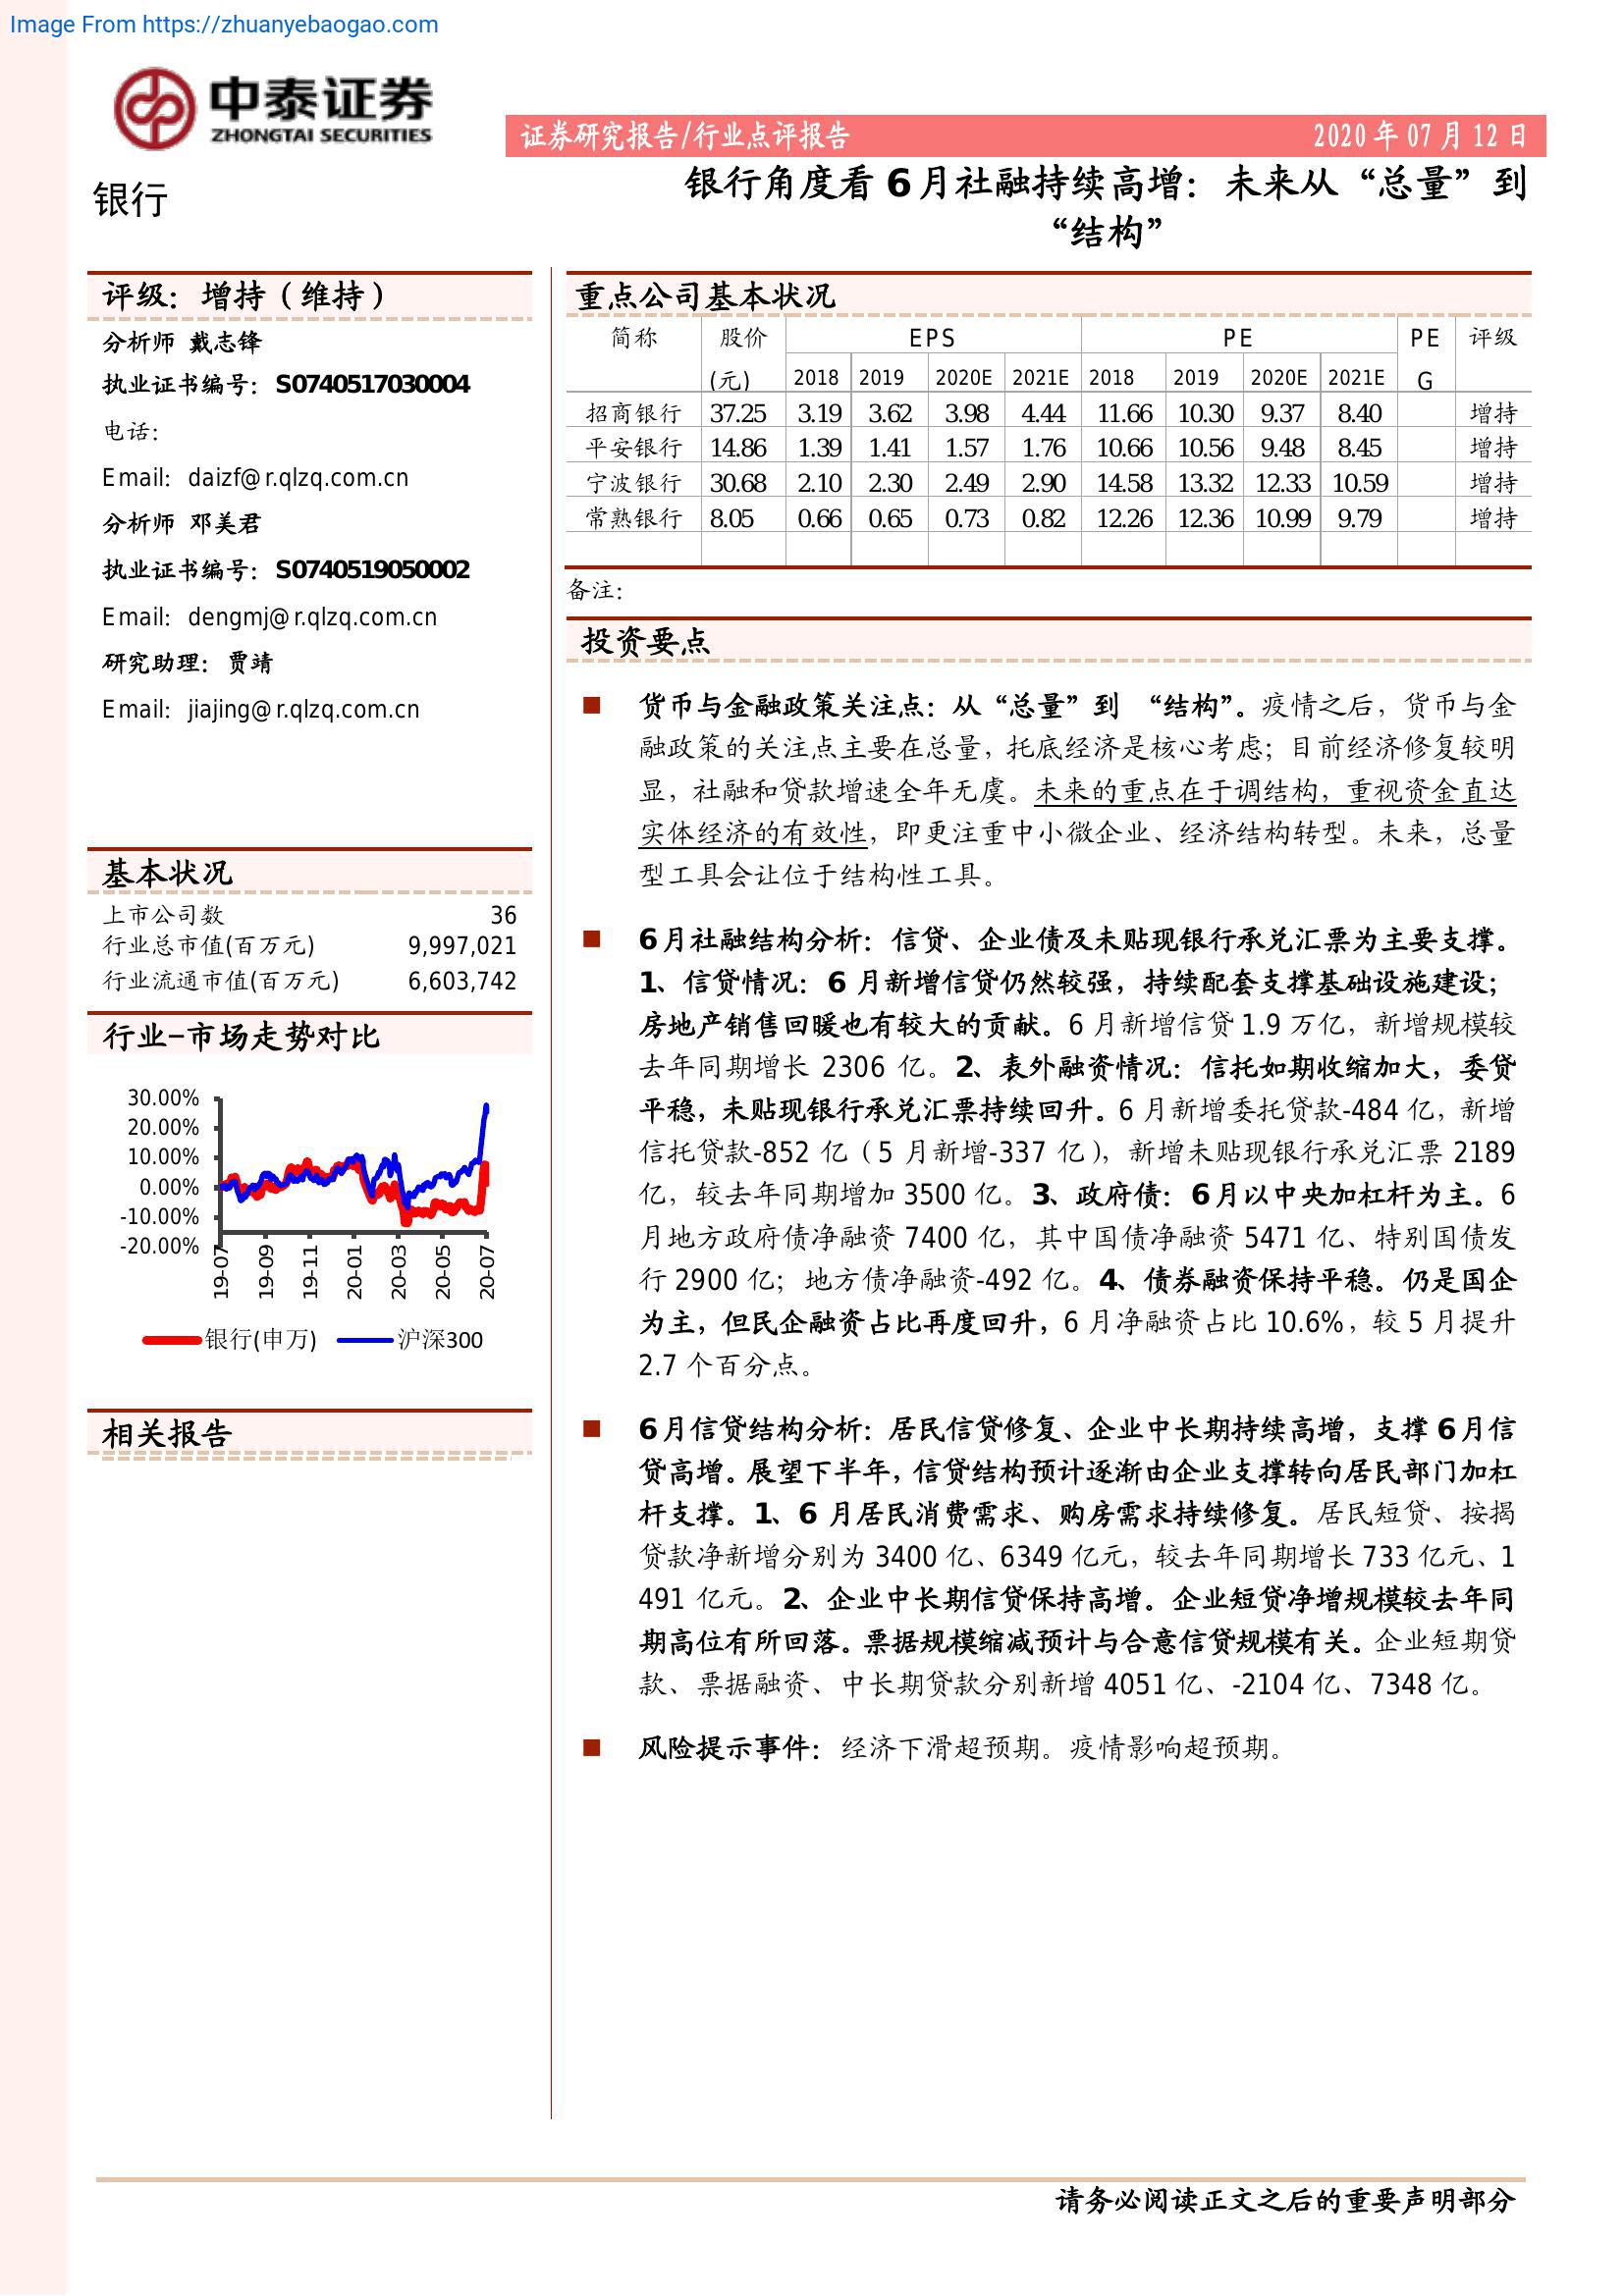 Image From https://zhuanyebaogao.com
中泰证券
ZHONGTAI SECURITIES
证券研究报告/行业点评报告 2020 年 07 月 12 日
银行
银行角度看 6 月社融持续高增：未来从“总量”到
“结构”
评级：增持（维持）
分析师 戴志锋
执业证书编号：S0740517030004
电话：
Email：daizf@r.qlzq.com.cn
分析师 邓美君
执业证书编号：S0740519050002
Email：dengmj@r.qlzq.com.cn
研究助理：贾靖
Email：jiajing@r.qlzq.com.cn
基本状况
上市公司数 36
行业总市值(百万元) 9,997,021
行业流通市值(百万元) 6,603,742
行业-市场走势对比
30.00%
20.00%
10.00%
0.00%
-10.00%
-20.00%
19-07 19-09 19-11 20-01 20-03 20-05 20-07
银行(申万) 沪深300
相关报告
重点公司基本状况
简称 股价 EPS PE PE 评级
(元) 2018 2019 2020E 2021E 2018 2019 2020E 2021E G
招商银行 37.25 3.19 3.62 3.98 4.44 11.66 10.30 9.37 8.40 增持
平安银行 14.86 1.39 1.41 1.57 1.76 10.66 10.56 9.48 8.45 增持
宁波银行 30.68 2.10 2.30 2.49 2.90 14.58 13.32 12.33 10.59 增持
常熟银行 8.05 0.66 0.65 0.73 0.82 12.26 12.36 10.99 9.79 增持
备注：
投资要点
■ 货币与金融政策关注点：从“总量”到 “结构”。疫情之后，货币与金
融政策的关注点主要在总量，托底经济是核心考虑；目前经济修复较明
显，社融和贷款增速全年无虞。未来的重点在于调结构，重视资金直达
实体经济的有效性，即更注重中小微企业、经济结构转型。未来，总量
型工具会让位于结构性工具。
■ 6 月社融结构分析：信贷、企业债及未贴现银行承兑汇票为主要支撑。
1、信贷情况：6 月新增信贷仍然较强，持续配套支撑基础设施建设；
房地产销售回暖也有较大的贡献。6 月新增信贷 1.9 万亿，新增规模较
去年同期增长 2306 亿。2、表外融资情况：信托如期收缩加大，委贷
平稳，未贴现银行承兑汇票持续回升。6 月新增委托贷款-484 亿，新增
信托贷款-852 亿（5 月新增-337 亿），新增未贴现银行承兑汇票 2189
亿，较去年同期增加 3500 亿。3、政府债：6 月以中央加杠杆为主。6
月地方政府债净融资 7400 亿，其中国债净融资 5471 亿、特别国债发
行 2900 亿；地方债净融资-492 亿。4、债券融资保持平稳。仍是国企
为主，但民企融资占比再度回升，6 月净融资占比 10.6%，较 5 月提升
2.7 个百分点。
■ 6 月信贷结构分析：居民信贷修复、企业中长期持续高增，支撑 6 月信
贷高增。展望下半年，信贷结构预计逐渐由企业支撑转向居民部门加杠
杆支撑。1、6 月居民消费需求、购房需求持续修复。居民短贷、按揭
贷款净新增分别为 3400 亿、6349 亿元，较去年同期增长 733 亿元、1
491 亿元。2、企业中长期信贷保持高增。企业短贷净增规模较去年同
期高位有所回落。票据规模缩减预计与合意信贷规模有关。企业短期贷
款、票据融资、中长期贷款分别新增 4051 亿、-2104 亿、7348 亿。
■ 风险提示事件：经济下滑超预期。疫情影响超预期。
请务必阅读正文之后的重要声明部分